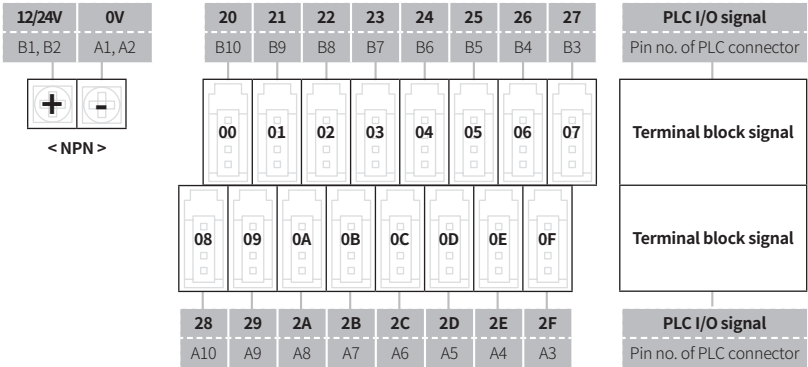 12/24V 0V 20 21 22 23 24 25 26 27 PLC I/O signal
B1, B2 A1, A2 B10 B9 B8 B7 B6 B5 B4 B3 Pin no. of PLC connector
+ -
00 01 02 03 04 05 06 07 Terminal block signal
< NPN >
08 09 0A 0B 0C 0D 0E 0F Terminal block signal
28 29 2A 2B 2C 2D 2E 2F PLC I/O signal
A10 A9 A8 A7 A6 A5 A4 A3 Pin no. of PLC connector